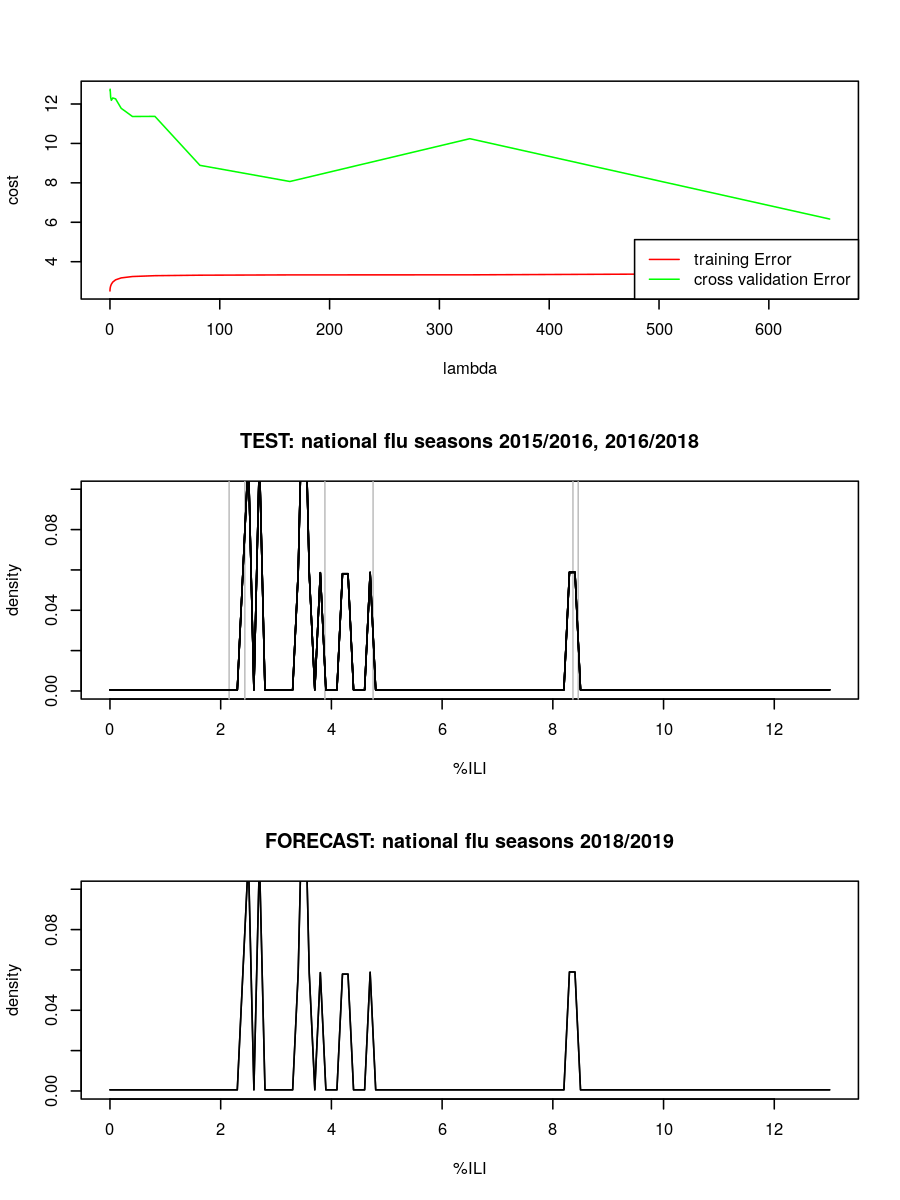 12
10
8
6
4
cost
training Error
cross validation Error
0 100 200 300 400 500 600
lambda
TEST: national flu seasons 2015/2016, 2016/2018
0.08
0.04
0.00
density
0 2 4 6 8 10 12
%ILI
FORECAST: national flu seasons 2018/2019
0.08
0.04
0.00
density
0 2 4 6 8 10 12
%ILI